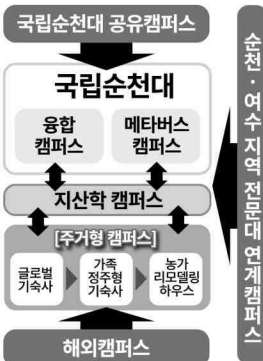 국립순천대 공유캠퍼스
국립순천대
융합
캠퍼스
메타버스
캠퍼스
지산학 캠퍼스
[주거형 캠퍼스]
글로벌
기숙사
가족
정주형
기숙사
농가
리모델링
하우스
해외캠퍼스
순천·여수 지역 전문대 연계캠퍼스